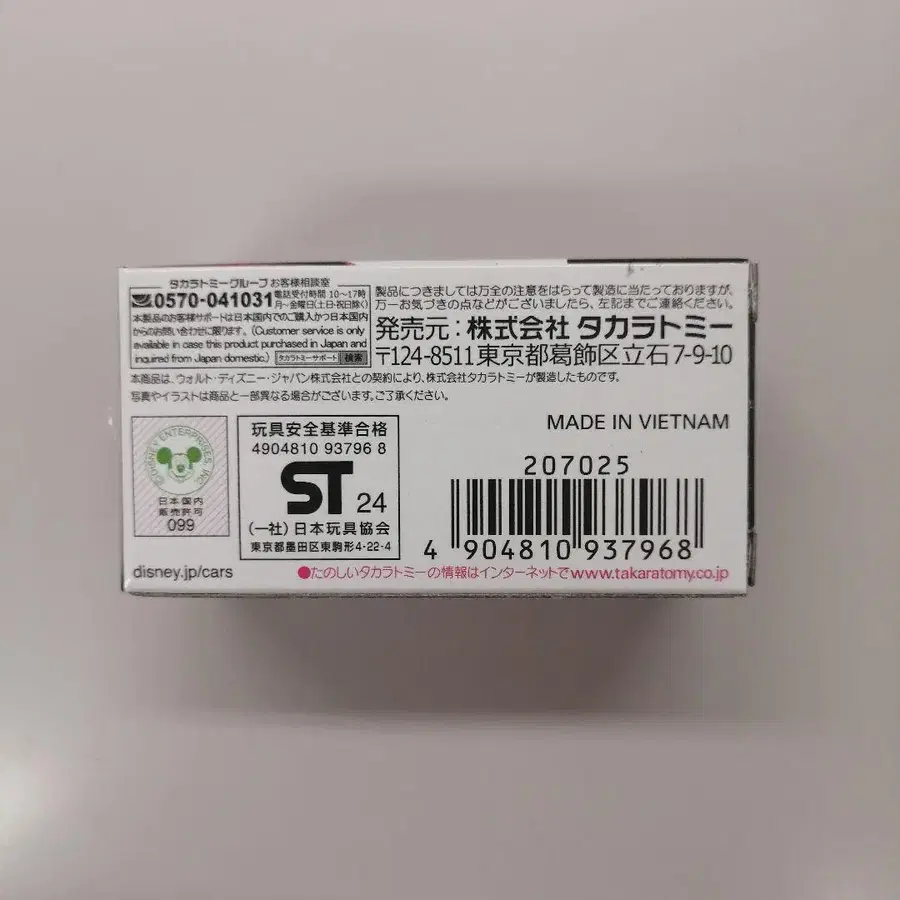 タカラトミーグループ お客様相談室
0570-041031 電話受付時間 10〜17時
月〜金曜日(土・日・祝日除く)
本製品のお客様サポートは日本国内でのご購入かつ日本国内
からのお問い合わせに限ります。(Customer service is only
available in case this product purchased in Japan and
inquired from Japan domestic.) タカラトミーサポート 検索
製品につきましては万全の注意をはらって製造に当たっておりますが、
万一お気づきの点などがございましたら、左記までご連絡ください。
発売元：株式会社 タカラトミー
〒124-8511東京都葛飾区立石7-9-10
本商品は、ウォルト・ディズニー・ジャパン株式会社との契約により、株式会社タカラトミーが製造したものです。
写真やイラストは商品と一部異なる場合がございます。ご了承ください。
©DISNEY ENTERPRISES, INC.
日本国内
販売許可
099
玩具安全基準合格
4904810 93796 8
ST 24
(一社)日本玩具協会
東京都墨田区東駒形4-22-4
MADE IN VIETNAM
207025
4 904810 937968
disney.jp/cars
●たのしいタカラトミーの情報はインターネットで www.takaratomy.co.jp